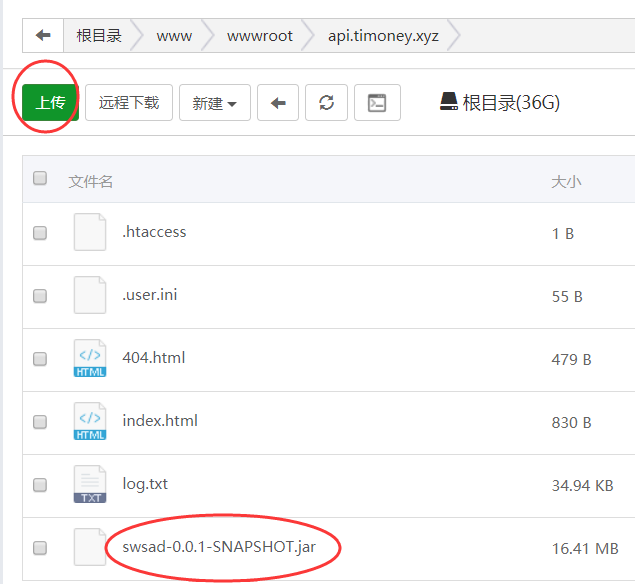 根目录 www wwwroot api.timoney.xyz
上传 远程下载 新建 根目录(36G)
文件名 大小
.htaccess 1 B
.user.ini 55 B
</> HTML 404.html 479 B
</> HTML index.html 830 B
TXT log.txt 34.94 KB
swsad-0.0.1-SNAPSHOT.jar 16.41 MB